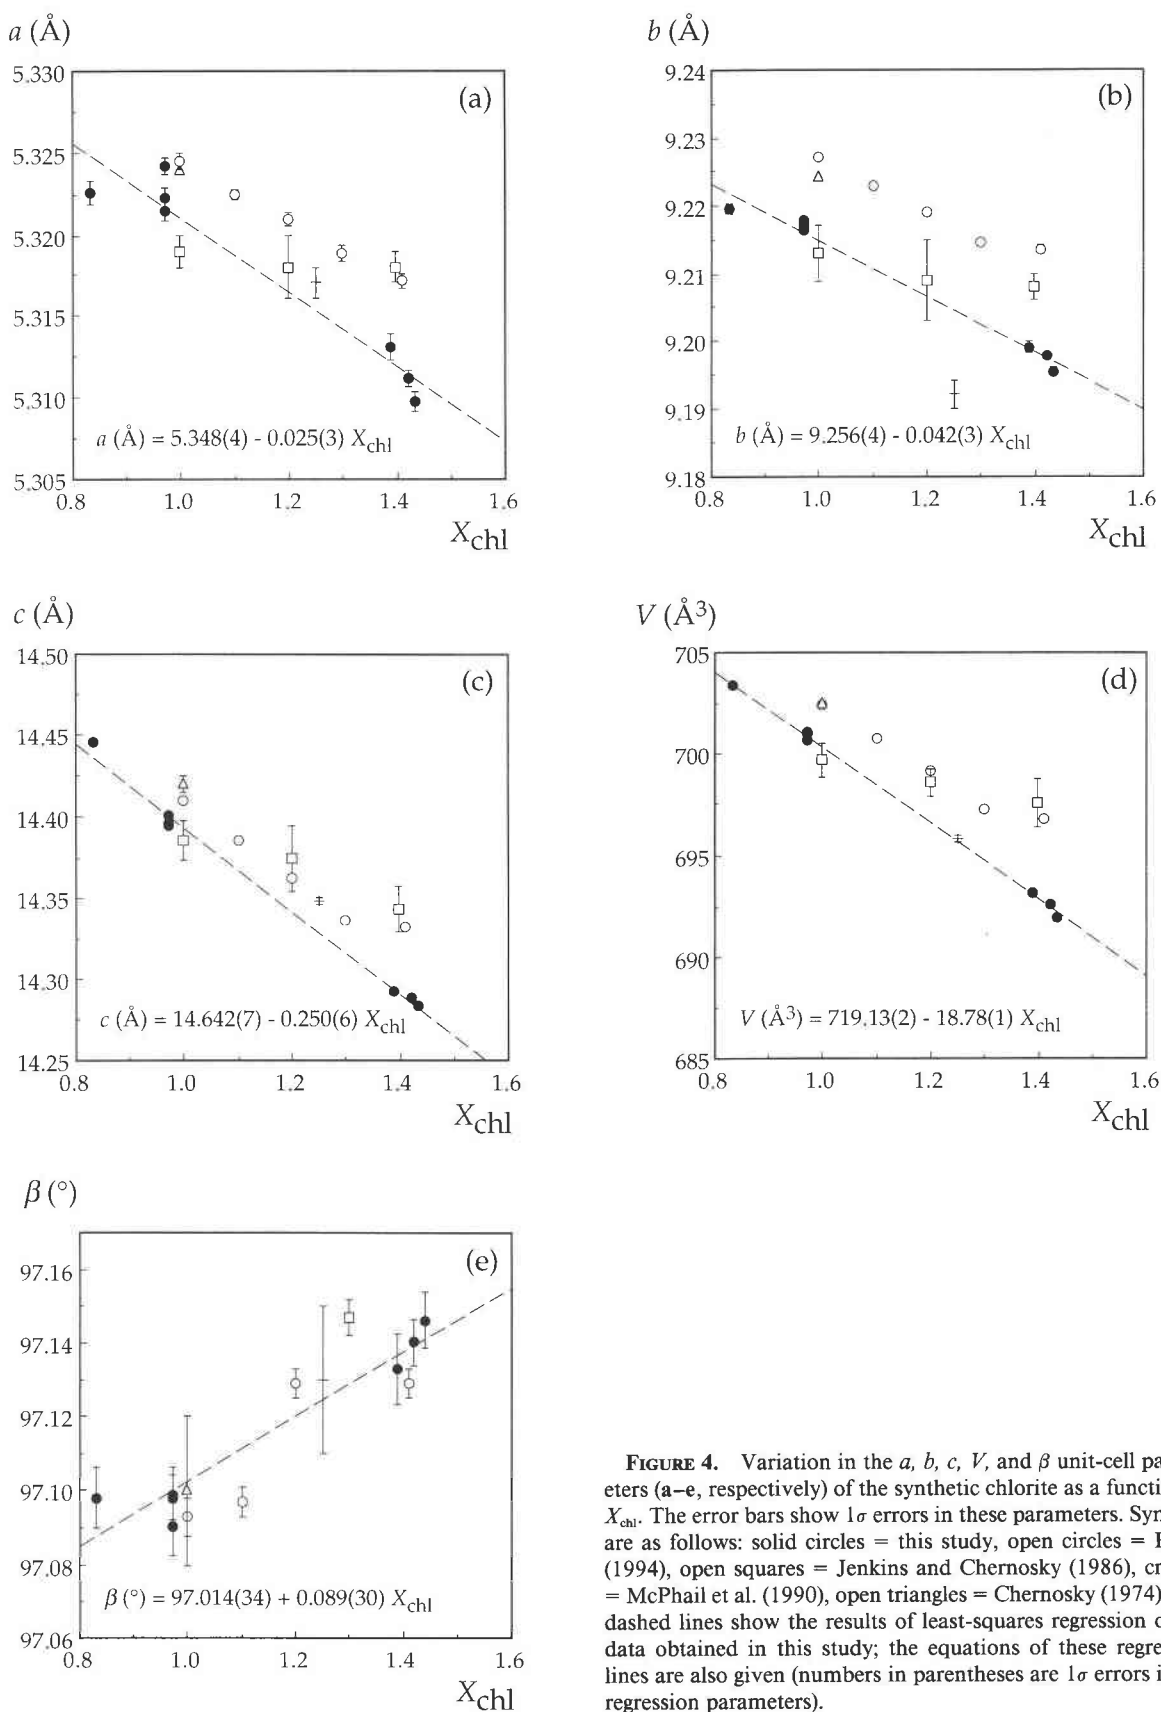 a (Å)
5.330
5.325
5.320
5.315
5.310
5.305
(a)
a (Å) = 5.348(4) - 0.025(3) Xchl
0.8 1.0 1.2 1.4 1.6
Xchl
b (Å)
9.24
9.23
9.22
9.21
9.20
9.19
9.18
(b)
b (Å) = 9.256(4) - 0.042(3) Xchl
0.8 1.0 1.2 1.4 1.6
Xchl
c (Å)
14.50
14.45
14.40
14.35
14.30
14.25
(c)
c (Å) = 14.642(7) - 0.250(6) Xchl
0.8 1.0 1.2 1.4 1.6
Xchl
V (Å3)
705
700
695
690
685
(d)
V (Å3) = 719.13(2) - 18.78(1) Xchl
0.8 1.0 1.2 1.4 1.6
Xchl
β (°)
97.16
97.14
97.12
97.10
97.08
97.06
(e)
β (°) = 97.014(34) + 0.089(30) Xchl
0.8 1.0 1.2 1.4 1.6
Xchl
FIGURE 4. Variation in the a, b, c, V, and β unit-cell pa
eters (a–e, respectively) of the synthetic chlorite as a functi
Xchl. The error bars show 1σ errors in these parameters. Syn
are as follows: solid circles = this study, open circles =
(1994), open squares = Jenkins and Chernosky (1986), cr
= McPhail et al. (1990), open triangles = Chernosky (1974)
dashed lines show the results of least-squares regression o
data obtained in this study; the equations of these regre
lines are also given (numbers in parentheses are 1σ errors i
regression parameters).